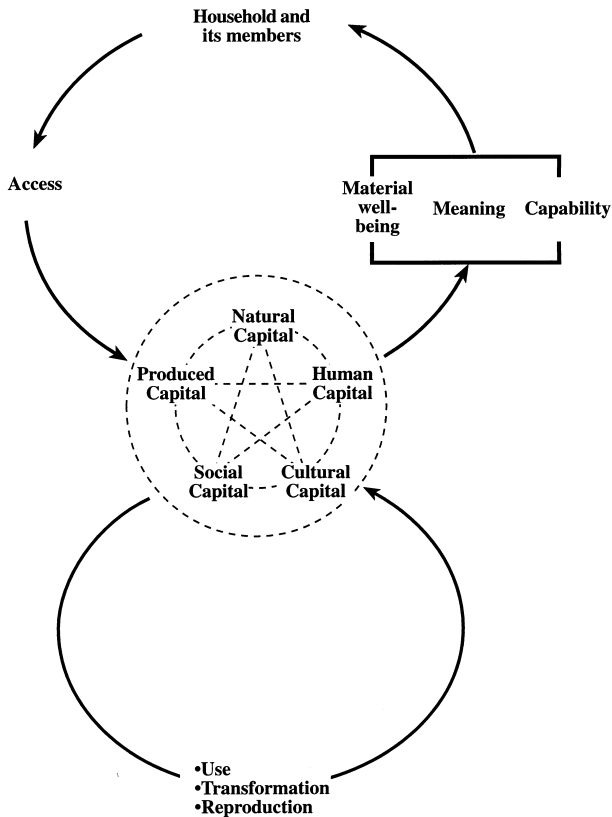 Household and
its members
Access
Material
well-
being
Meaning
Capability
Natural
Capital
Produced
Capital
Human
Capital
Social
Capital
Cultural
Capital
•Use
•Transformation
•Reproduction